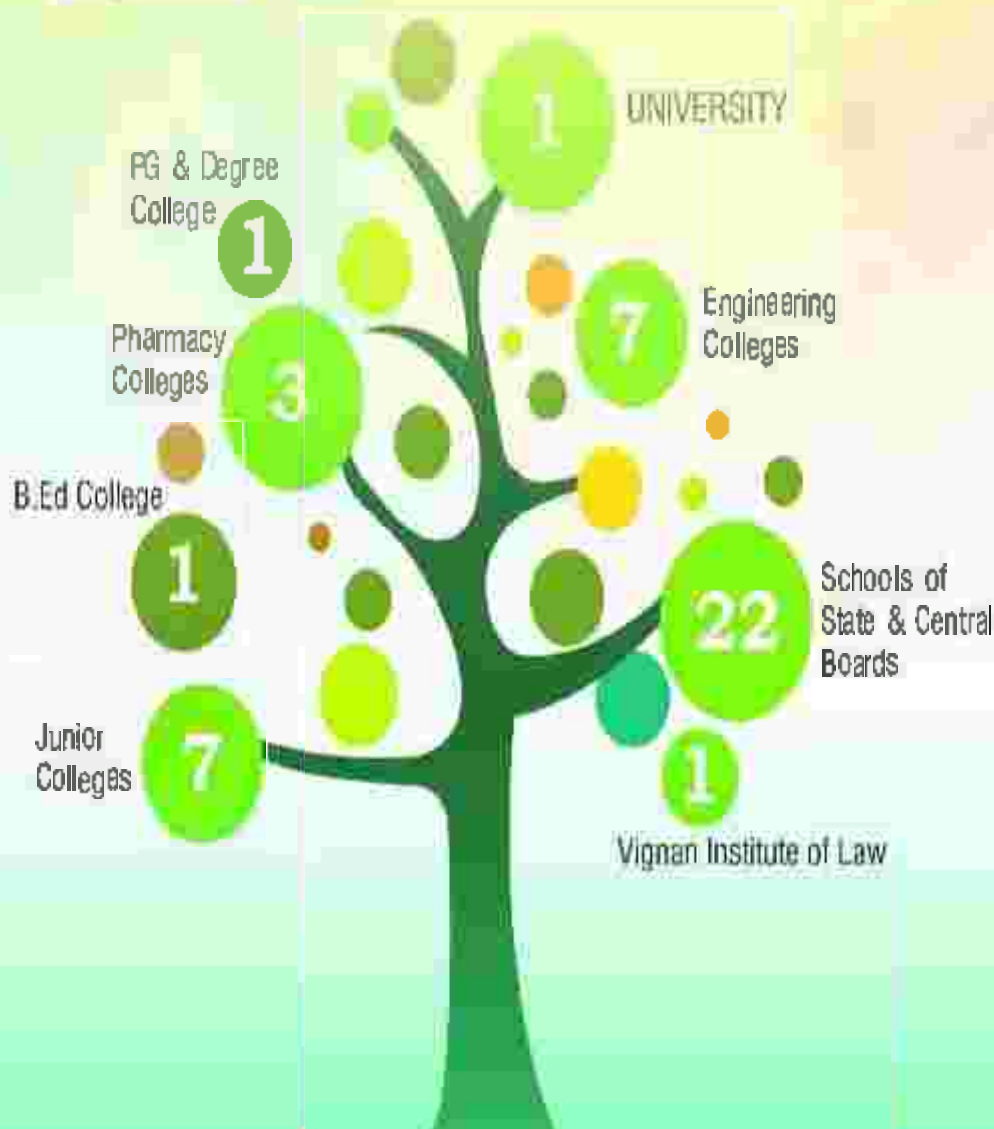 1
UNIVERSITY
PG & Degree
College
1
Pharmacy
Colleges
3
7
Engineering
Colleges
B.Ed College
1
22
Schools of
State & Central
Boards
Junior
Colleges
7
1
Vignan Institute of Law